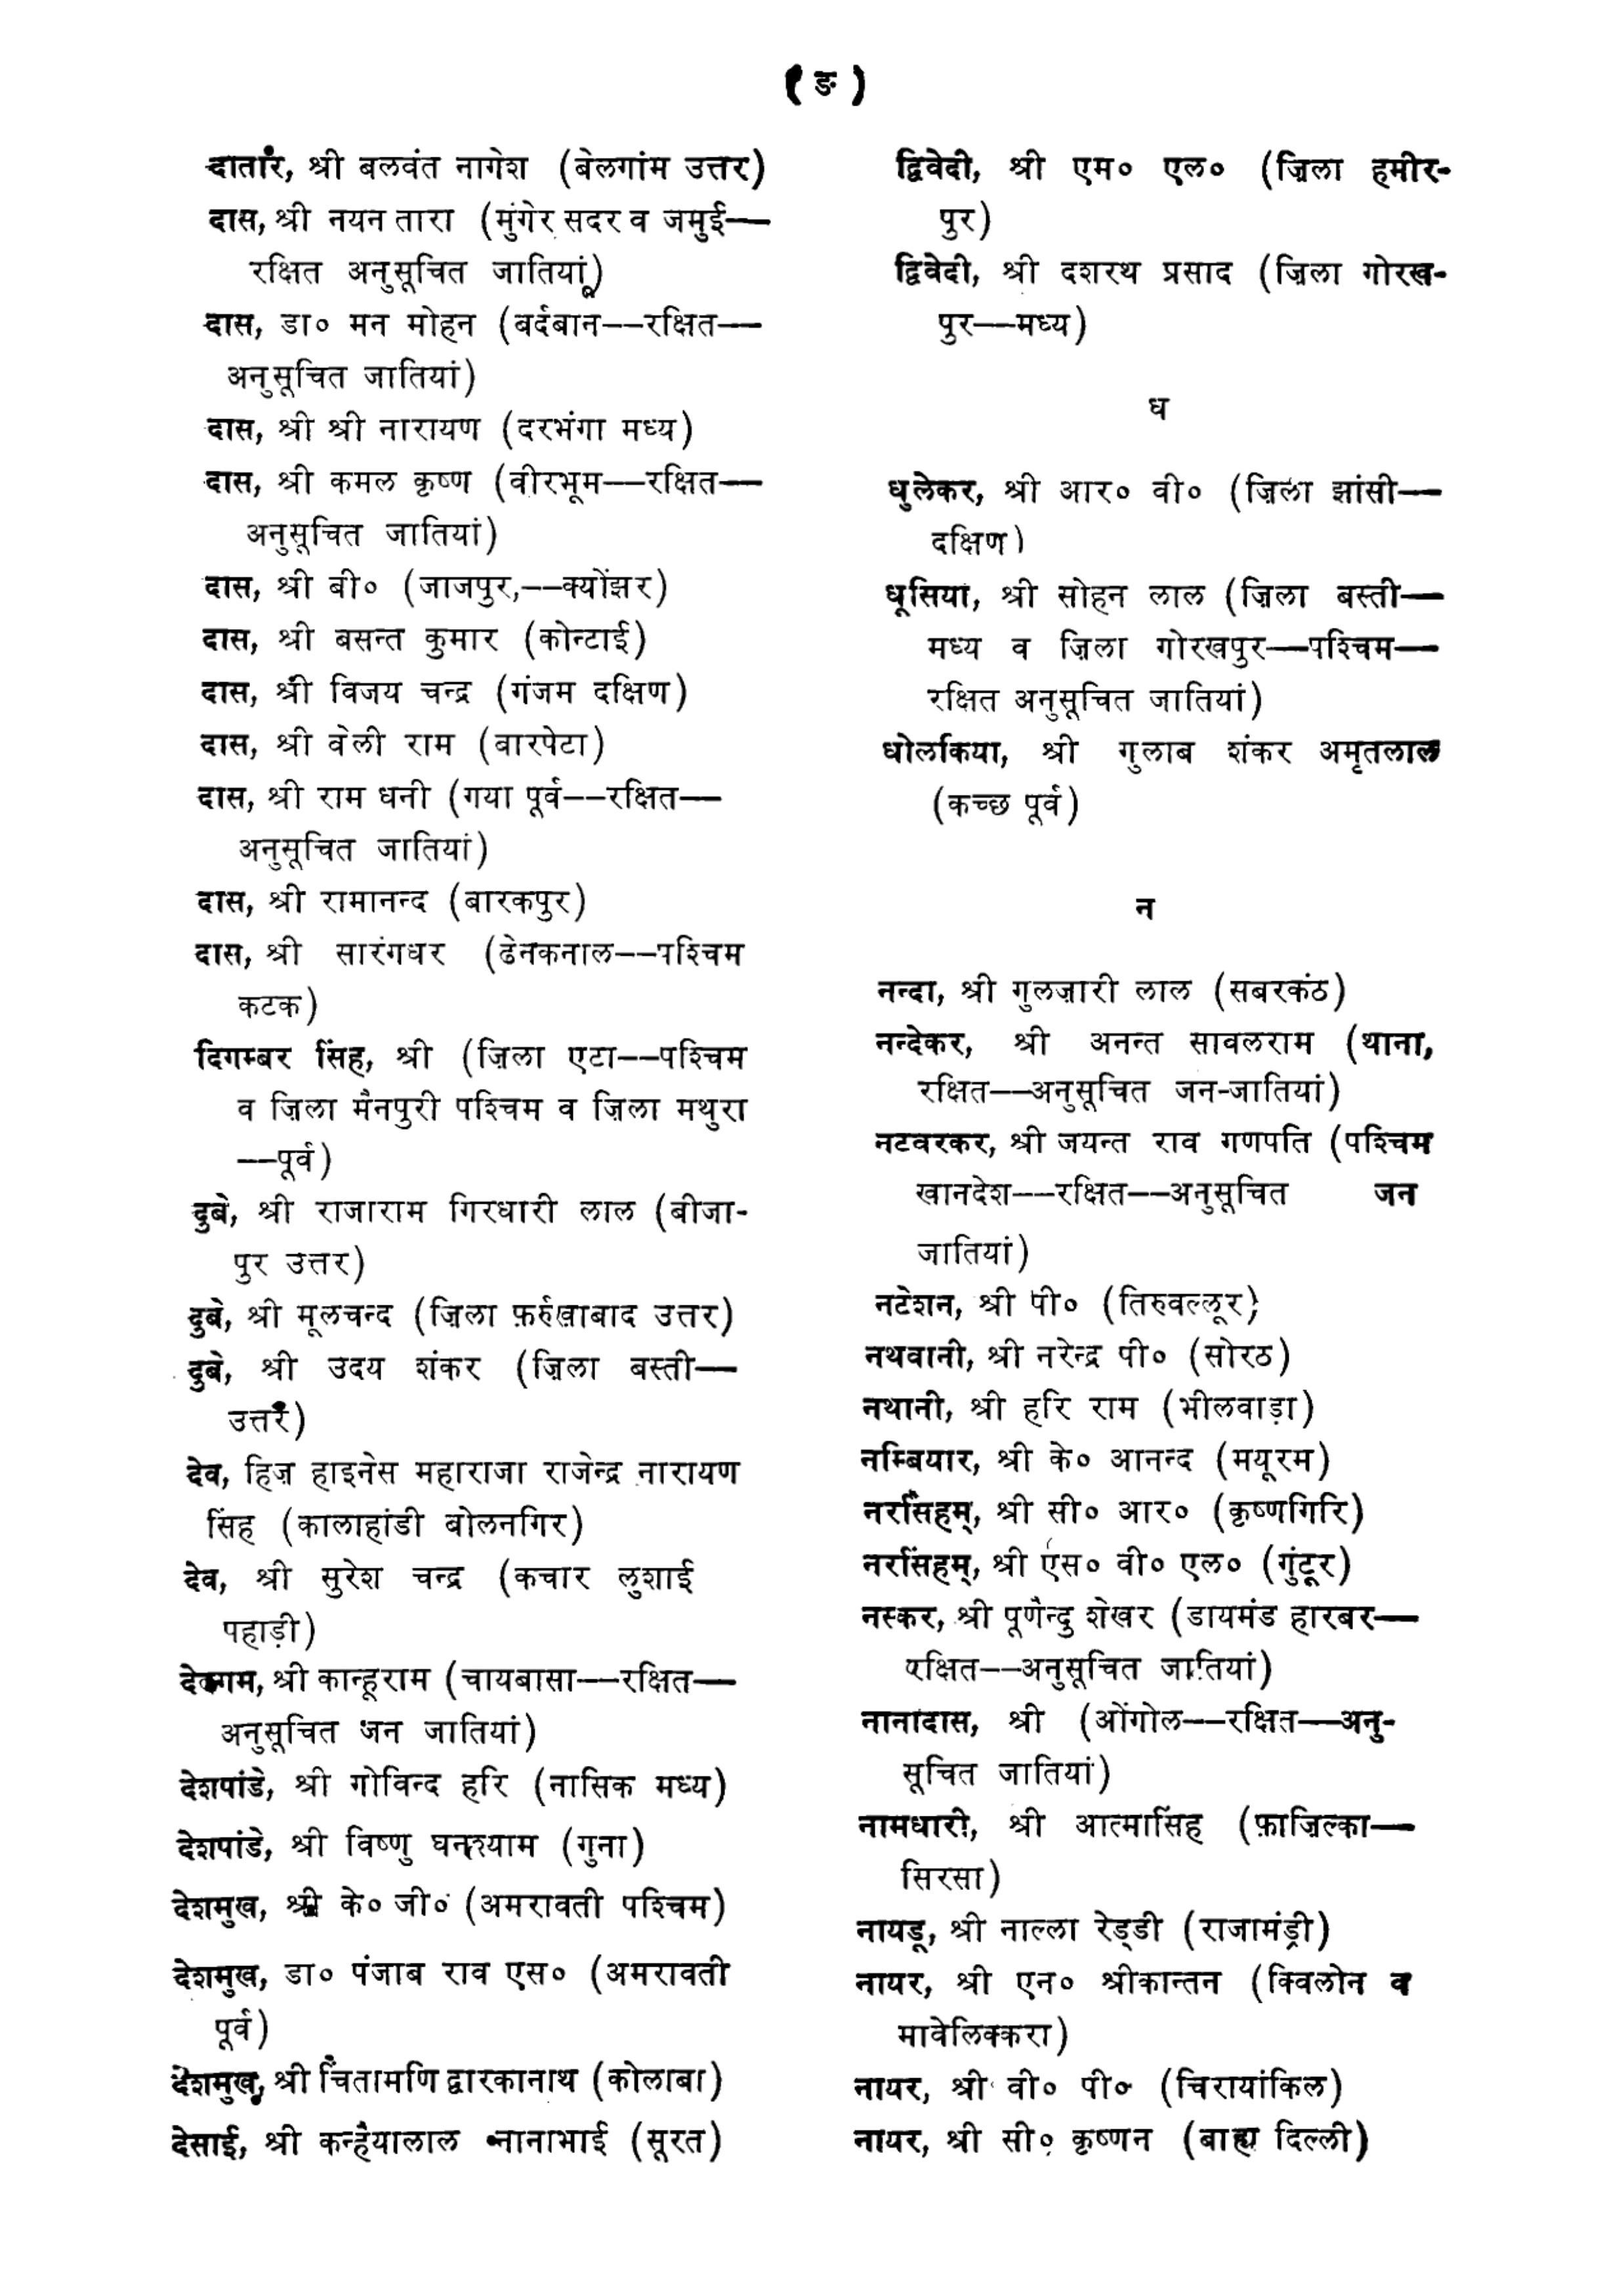 (ङ)
दातार, श्री बलवंत नागेश (बेलगांम उत्तर)
दास, श्री नयन तारा (मुंगेर सदर व जमुई—
रक्षित अनुसूचित जातियां)
दास, डा० मन मोहन (बर्दबान--रक्षित—
अनुसूचित जातियां)
दास, श्री श्री नारायण (दरभंगा मध्य)
दास, श्री कमल कृष्ण (वीरभूम--रक्षित—
अनुसूचित जातियां)
दास, श्री बी० (जाजपुर,--क्योंझर)
दास, श्री बसन्त कुमार (कोन्टाई)
दास, श्री विजय चन्द्र (गंजम दक्षिण)
दास, श्री वेली राम (बारपेटा)
दास, श्री राम धनी (गया पूर्व--रक्षित—
अनुसूचित जातियां)
दास, श्री रामानन्द (बारकपुर)
दास, श्री सारंगधर (ढेनकनाल--पश्चिम
कटक)
दिगम्बर सिंह, श्री (ज़िला एटा--पश्चिम
व ज़िला मैनपुरी पश्चिम व ज़िला मथुरा
--पूर्व)
दुबे, श्री राजाराम गिरधारी लाल (बीजा-
पुर उत्तर)
दुबे, श्री मूलचन्द (ज़िला फ़र्रुखाबाद उत्तर)
दुबे, श्री उदय शंकर (ज़िला बस्ती—
उत्तर)
देव, हिज़ हाइनेस महाराजा राजेन्द्र नारायण
सिंह (कालाहांडी बोलनगिर)
देव, श्री सुरेश चन्द्र (कचार लुशाई
पहाड़ी)
देवगम, श्री कान्हूराम (चायबासा--रक्षित—
अनुसूचित जन जातियां)
देशपांडे, श्री गोविन्द हरि (नासिक मध्य)
देशपांडे, श्री विष्णु घनश्याम (गुना)
देशमुख, श्री के० जी० (अमरावती पश्चिम)
देशमुख, डा० पंजाब राव एस० (अमरावती
पूर्व)
देशमुख, श्री चिंतामणि द्वारकानाथ (कोलाबा)
देसाई, श्री कन्हैयालाल नानाभाई (सूरत)
द्विवेदी, श्री एम० एल० (ज़िला हमीर-
पुर)
द्विवेदी, श्री दशरथ प्रसाद (ज़िला गोरख-
पुर--मध्य)
ध
धुलेकर, श्री आर० वी० (ज़िला झांसी—
दक्षिण)
धूसिया, श्री सोहन लाल (ज़िला बस्ती—
मध्य व ज़िला गोरखपुर—पश्चिम—
रक्षित अनुसूचित जातियां)
धोलकिया, श्री गुलाब शंकर अमृतलाल
(कच्छ पूर्व)
न
नन्दा, श्री गुलज़ारी लाल (सबरकंठ)
नन्देकर, श्री अनन्त सावलराम (थाना,
रक्षित--अनुसूचित जन-जातियां)
नटवरकर, श्री जयन्त राव गणपति (पश्चिम
खानदेश--रक्षित--अनुसूचित जन
जातियां)
नटेशन, श्री पी० (तिरुवल्लूर)
नथवानी, श्री नरेन्द्र पी० (सोरठ)
नथानी, श्री हरि राम (भीलवाड़ा)
नम्बियार, श्री के० आनन्द (मयूरम)
नरसिंहम्, श्री सी० आर० (कृष्णगिरि)
नरसिंहम्, श्री एस० वी० एल० (गुंटूर)
नस्कर, श्री पूर्णेन्दु शेखर (डायमंड हारबर—
रक्षित--अनुसूचित जातियां)
नानादास, श्री (ओंगोल--रक्षित—अनु-
सूचित जातियां)
नामधारी, श्री आत्मासिंह (फ़ाज़िल्का—
सिरसा)
नायडू, श्री नाल्ला रेड्डी (राजामंड्री)
नायर, श्री एन० श्रीकान्तन (क्विलोन व
मावेलिक्करा)
नायर, श्री वी० पी० (चिरायांकिल)
नायर, श्री सी० कृष्णन (बाह्य दिल्ली)